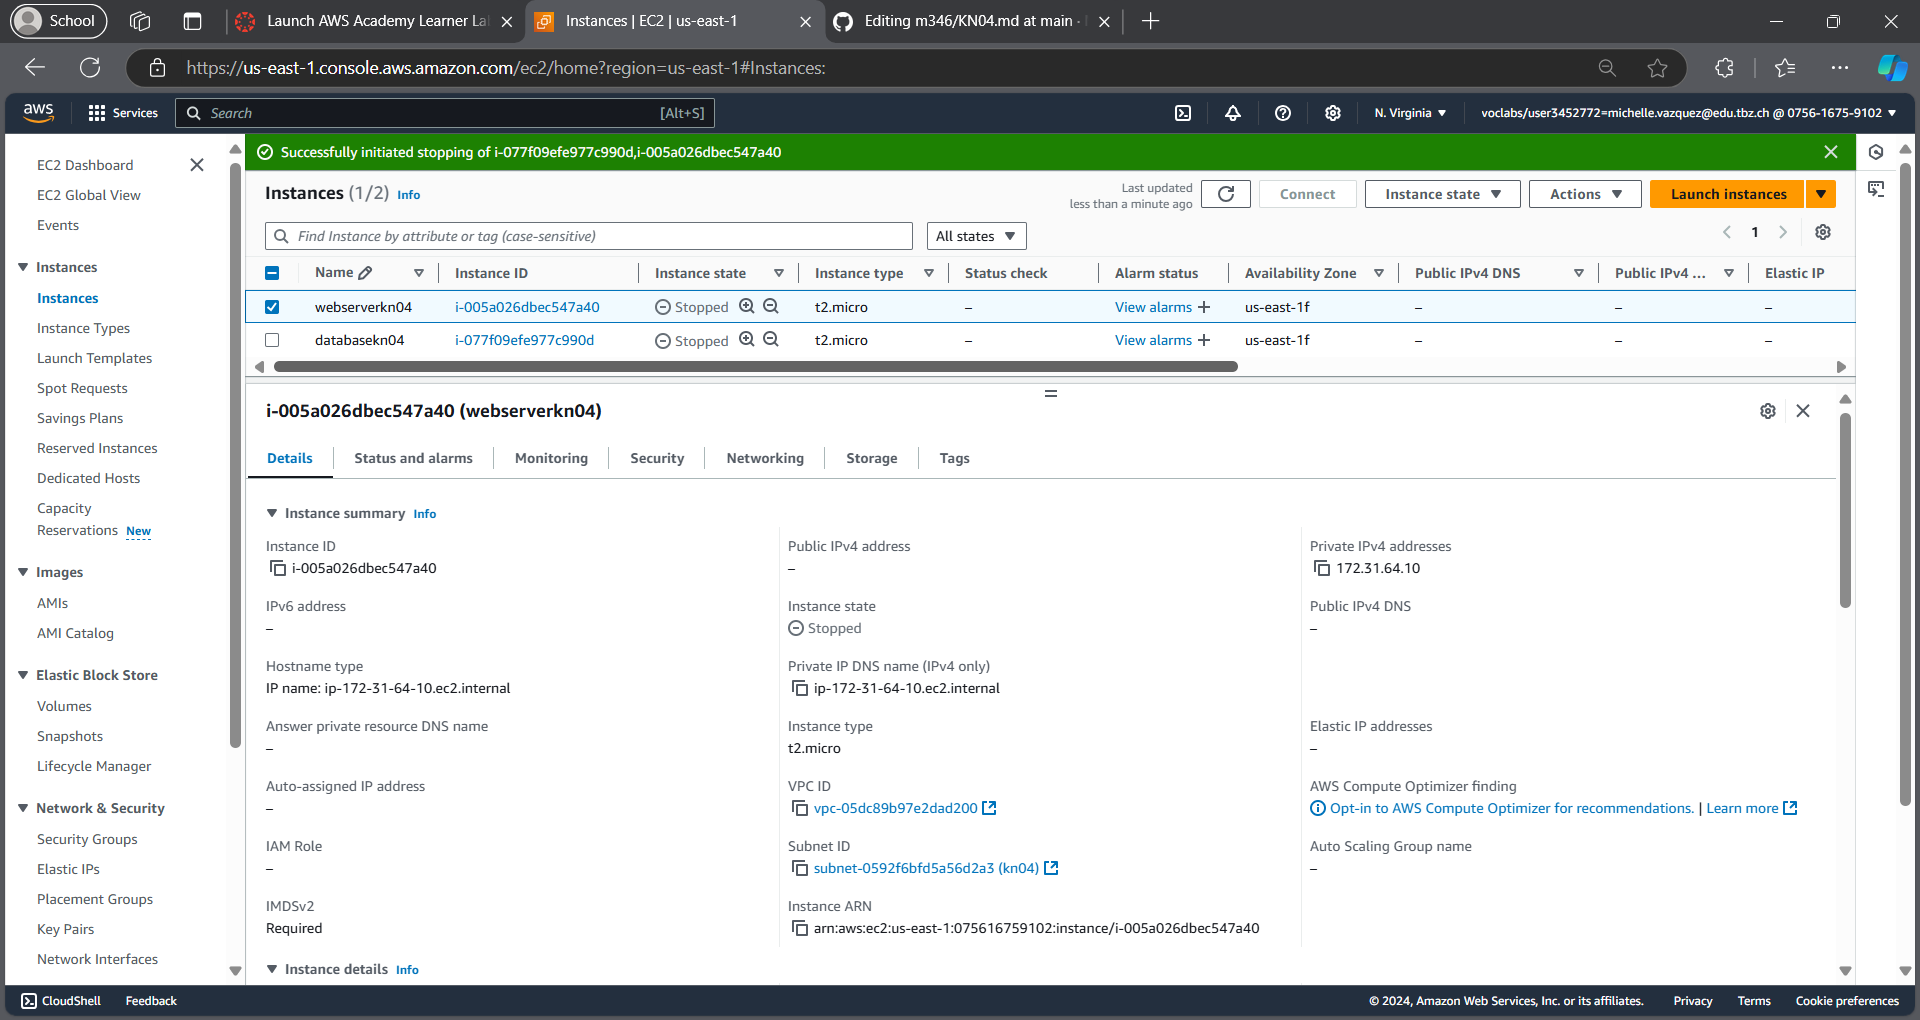 School
Launch AWS Academy Learner La
Instances | EC2 | us-east-1
Editing m346/KN04.md at main ·
https://us-east-1.console.aws.amazon.com/ec2/home?region=us-east-1#Instances:
aws
Services
Search
[Alt+S]
N. Virginia
voclabs/user3452772=michelle.vazquez@edu.tbz.ch @ 0756-1675-9102
EC2 Dashboard
EC2 Global View
Events
Instances
Instances
Instance Types
Launch Templates
Spot Requests
Savings Plans
Reserved Instances
Dedicated Hosts
Capacity
Reservations New
Images
AMIs
AMI Catalog
Elastic Block Store
Volumes
Snapshots
Lifecycle Manager
Network & Security
Security Groups
Elastic IPs
Placement Groups
Key Pairs
Network Interfaces
Successfully initiated stopping of i-077f09efe977c990d,i-005a026dbec547a40
Instances (1/2) Info
Last updated
less than a minute ago
Connect
Instance state
Actions
Launch instances
Find Instance by attribute or tag (case-sensitive)
All states
1
Name Instance ID Instance state Instance type Status check Alarm status Availability Zone Public IPv4 DNS Public IPv4 ... Elastic IP
webserverkn04 i-005a026dbec547a40 Stopped t2.micro – View alarms + us-east-1f – – –
databasekn04 i-077f09efe977c990d Stopped t2.micro – View alarms + us-east-1f – – –
i-005a026dbec547a40 (webserverkn04)
Details Status and alarms Monitoring Security Networking Storage Tags
Instance summary Info
Instance ID
i-005a026dbec547a40
Public IPv4 address
–
Private IPv4 addresses
172.31.64.10
IPv6 address
–
Instance state
Stopped
Public IPv4 DNS
–
Hostname type
IP name: ip-172-31-64-10.ec2.internal
Private IP DNS name (IPv4 only)
ip-172-31-64-10.ec2.internal
Answer private resource DNS name
–
Instance type
t2.micro
Elastic IP addresses
–
Auto-assigned IP address
–
VPC ID
vpc-05dc89b97e2dad200
AWS Compute Optimizer finding
Opt-in to AWS Compute Optimizer for recommendations. | Learn more
IAM Role
–
Subnet ID
subnet-0592f6bfd5a56d2a3 (kn04)
Auto Scaling Group name
–
IMDSv2
Required
Instance ARN
arn:aws:ec2:us-east-1:075616759102:instance/i-005a026dbec547a40
Instance details Info
CloudShell
Feedback
© 2024, Amazon Web Services, Inc. or its affiliates.
Privacy
Terms
Cookie preferences